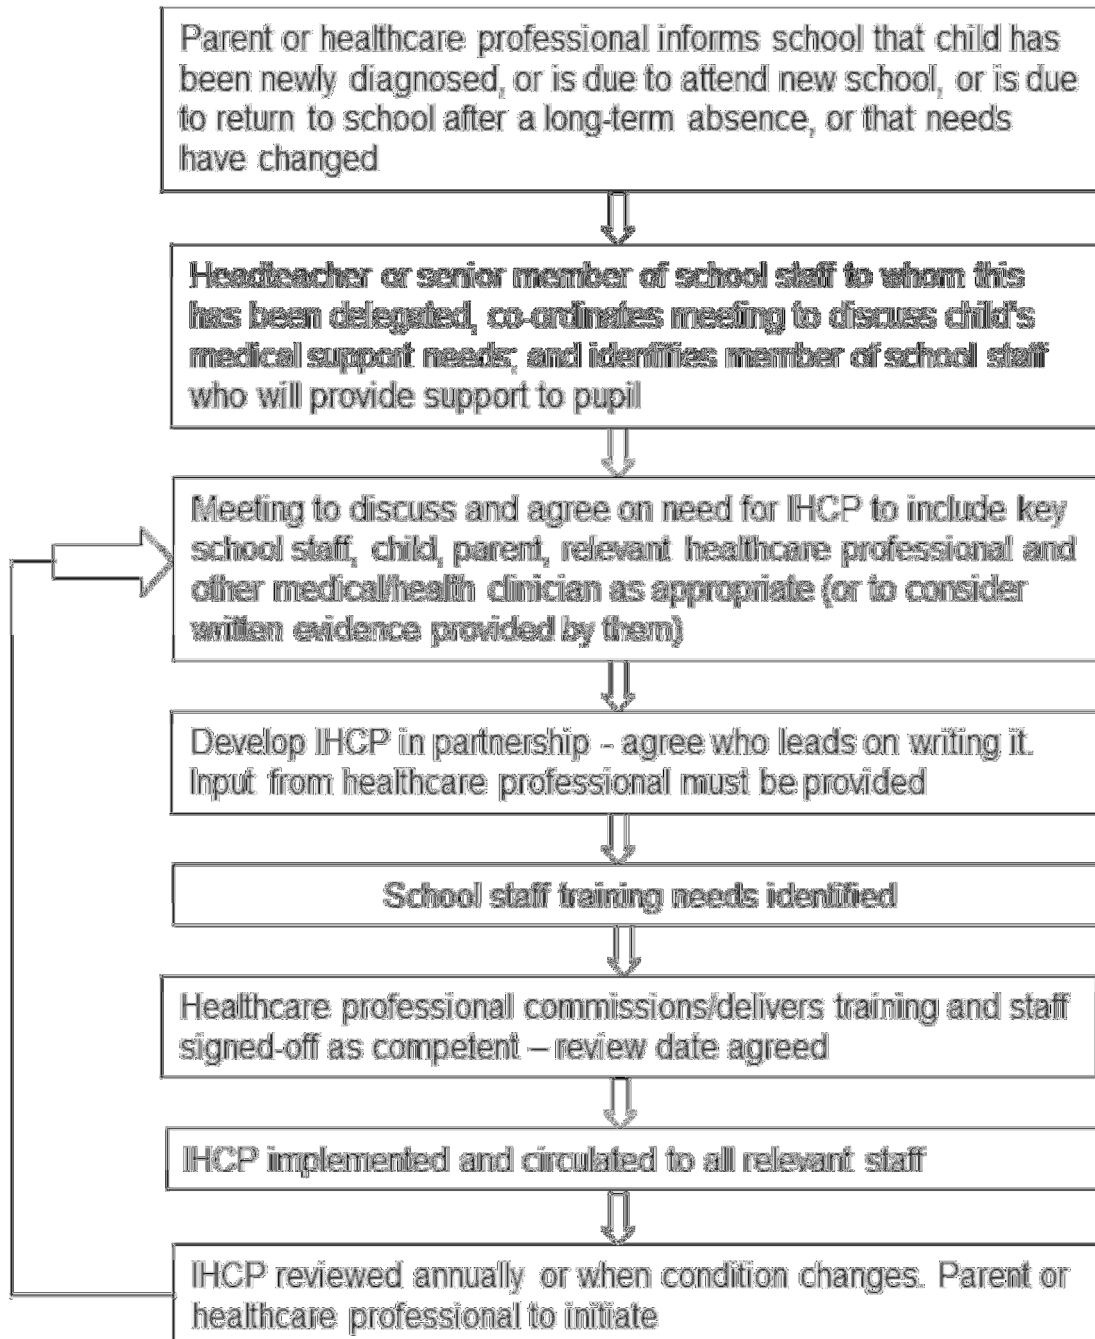 Parent or healthcare professional informs school that child has
been newly diagnosed, or is due to attend new school, or is due
to return to school after a long-term absence, or that needs
have changed
Headteacher or senior member of school staff to whom this
has been delegated, co-ordinates meeting to discuss child's
medical support needs; and identifies member of school staff
who will provide support to pupil
Meeting to discuss and agree on need for IHCP to include key
school staff, child, parent, relevant healthcare professional and
other medical/health clinician as appropriate (or to consider
written evidence provided by them)
Develop IHCP in partnership – agree who leads on writing it.
Input from healthcare professional must be provided
School staff training needs identified
Healthcare professional commissions/delivers training and staff
signed-off as competent – review date agreed
IHCP implemented and circulated to all relevant staff
IHCP reviewed annually or when condition changes. Parent or
healthcare professional to initiate